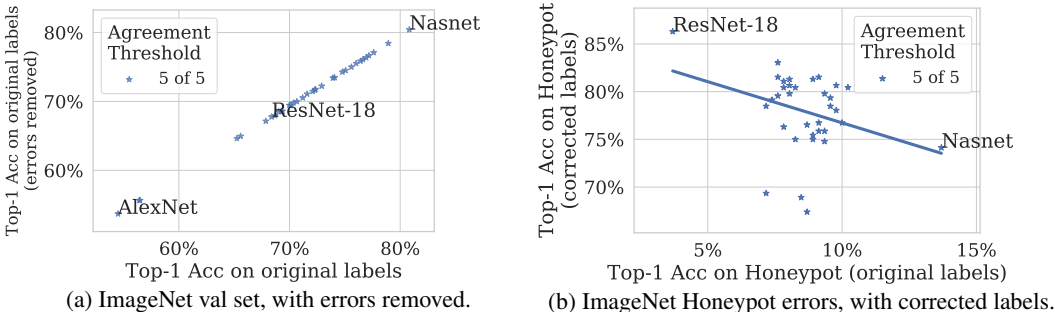 Top-1 Acc on original labels
(errors removed)
80%
70%
60%
Agreement
Threshold
5 of 5
Nasnet
ResNet-18
AlexNet
60%
70%
80%
Top-1 Acc on original labels
(a) ImageNet val set, with errors removed.
Top-1 Acc on Honeypot
(corrected labels)
85%
80%
75%
70%
ResNet-18
Agreement
Threshold
5 of 5
Nasnet
5%
10%
15%
Top-1 Acc on Honeypot (original labels)
(b) ImageNet Honeypot errors, with corrected labels.